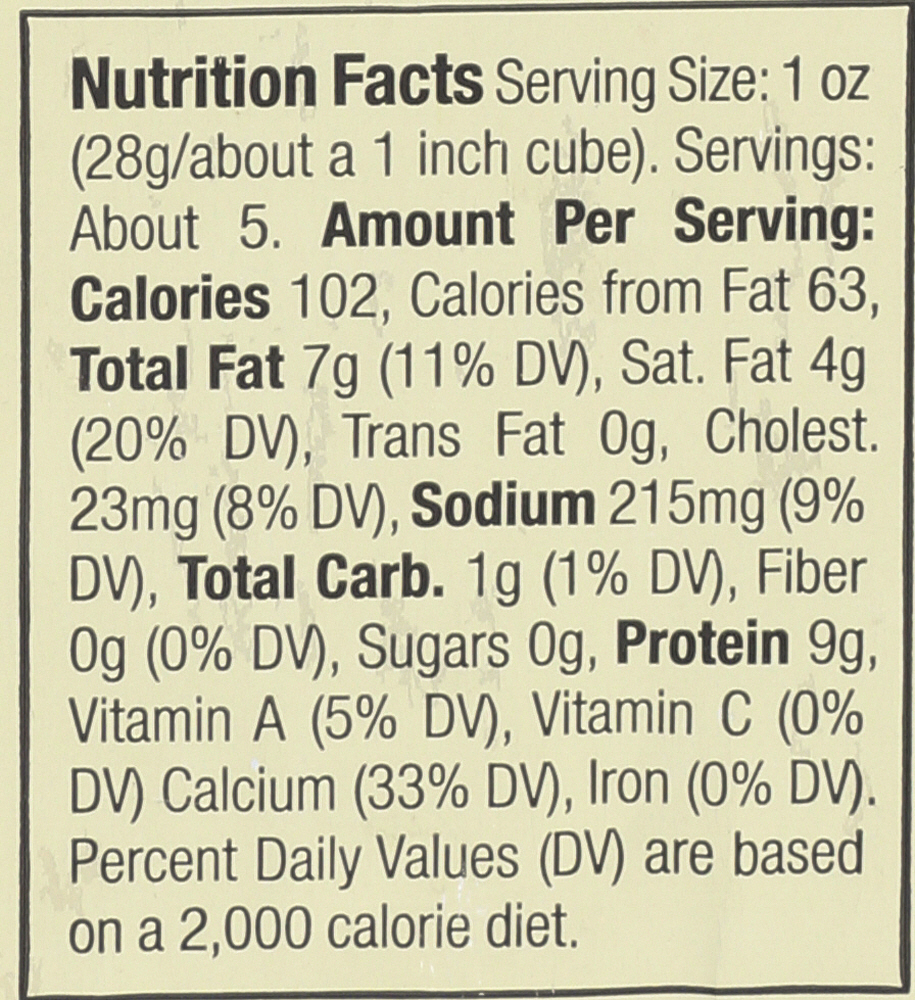 Nutrition Facts Serving Size: 1 oz
(28g/about a 1 inch cube). Servings:
About 5. Amount Per Serving:
Calories 102, Calories from Fat 63,
Total Fat 7g (11% DV), Sat. Fat 4g
(20% DV), Trans Fat 0g, Cholest.
23mg (8% DV), Sodium 215mg (9%
DV), Total Carb. 1g (1% DV), Fiber
0g (0% DV), Sugars 0g, Protein 9g,
Vitamin A (5% DV), Vitamin C (0%
DV) Calcium (33% DV), Iron (0% DV).
Percent Daily Values (DV) are based
on a 2,000 calorie diet.